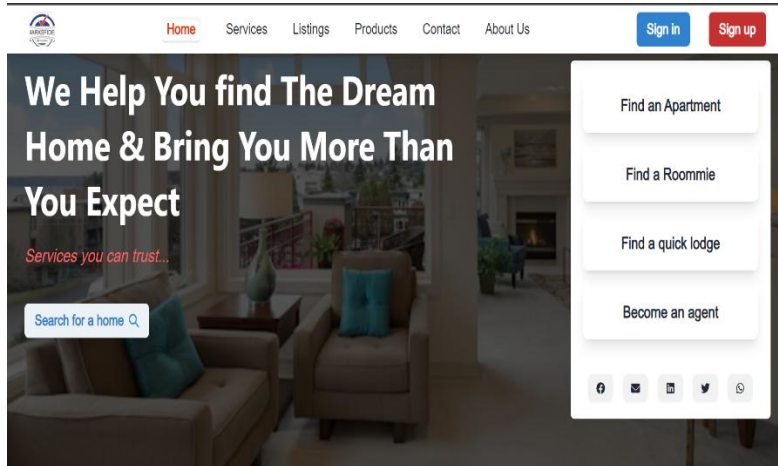 Home Services Listings Products Contact About Us Sign in Sign up
We Help You find The Dream
Home & Bring You More Than
You Expect
Services you can trust...
Search for a home
Find an Apartment
Find a Roommie
Find a quick lodge
Become an agent